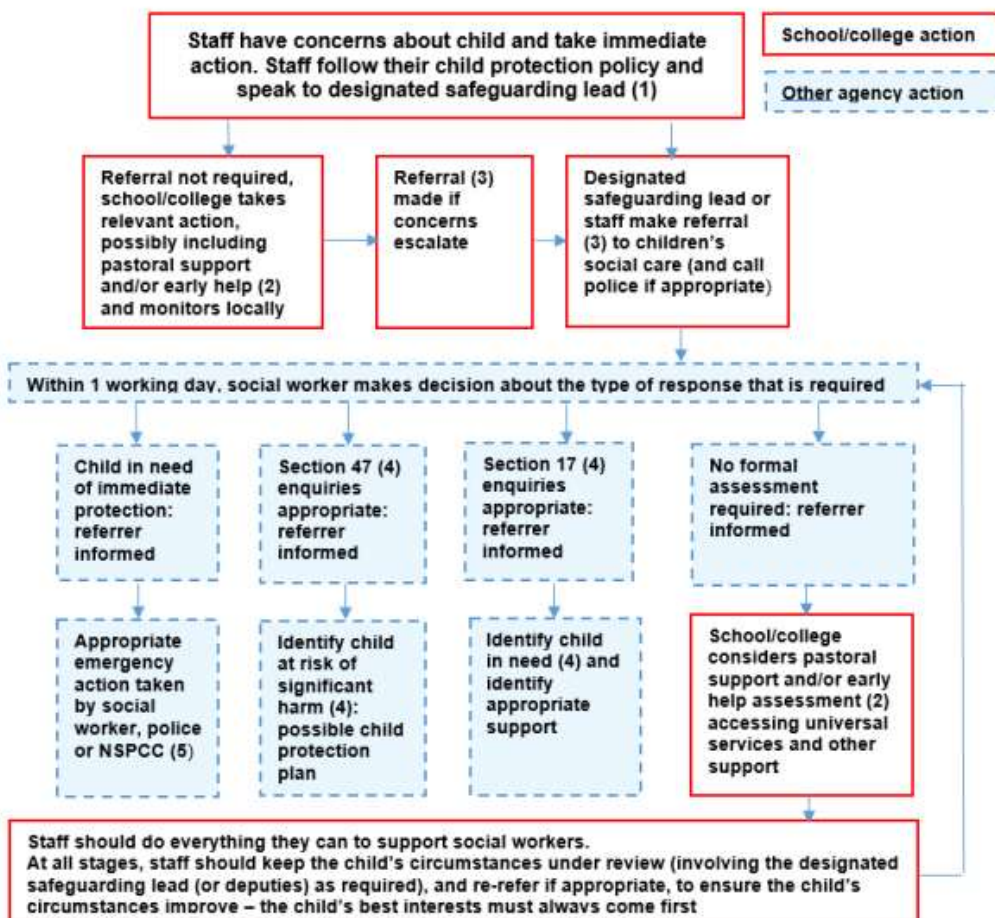 Staff have concerns about child and take immediate
action. Staff follow their child protection policy and
speak to designated safeguarding lead (1)
School/college action
Other agency action
Referral not required,
school/college takes
relevant action,
possibly including
pastoral support
and/or early help (2)
and monitors locally
Referral (3)
made if
concerns
escalate
Designated
safeguarding lead or
staff make referral
(3) to children’s
social care (and call
police if appropriate)
Within 1 working day, social worker makes decision about the type of response that is required
Child in need
of immediate
protection:
referrer
informed
Section 47 (4)
enquiries
appropriate:
referrer
informed
Section 17 (4)
enquiries
appropriate:
referrer
informed
No formal
assessment
required: referrer
informed
Appropriate
emergency
action taken
by social
worker, police
or NSPCC (5)
Identify child
at risk of
significant
harm (4):
possible child
protection
plan
Identify child
in need (4) and
identify
appropriate
support
School/college
considers pastoral
support and/or early
help assessment (2)
accessing universal
services and other
support
Staff should do everything they can to support social workers.
At all stages, staff should keep the child’s circumstances under review (involving the designated
safeguarding lead (or deputies) as required), and re-refer if appropriate, to ensure the child’s
circumstances improve – the child’s best interests must always come first